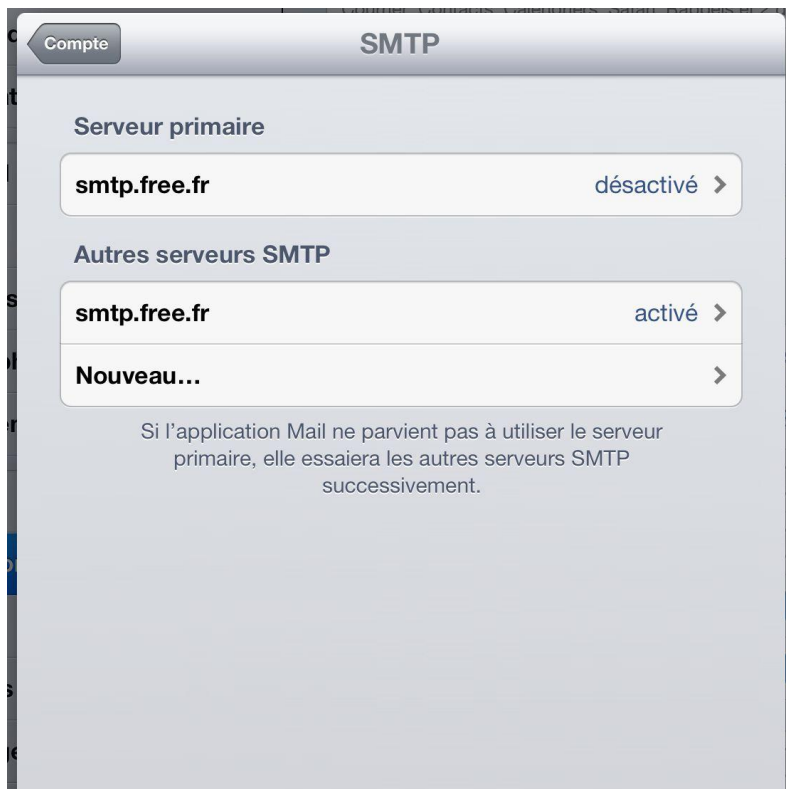 Compte
SMTP
Serveur primaire
smtp.free.fr désactivé
Autres serveurs SMTP
smtp.free.fr activé
Nouveau...
Si l'application Mail ne parvient pas à utiliser le serveur
primaire, elle essaiera les autres serveurs SMTP
successivement.